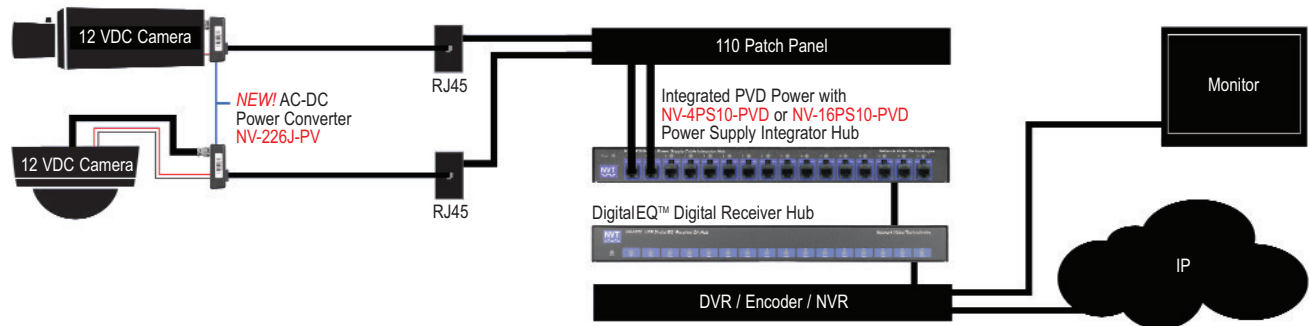 12 VDC Camera
RJ45
110 Patch Panel
Monitor
NEW! AC-DC
Power Converter
NV-226J-PV
Integrated PVD Power with
NV-4PS10-PVD or NV-16PS10-PVD
Power Supply Integrator Hub
12 VDC Camera
RJ45
NVT
DigitalEQ™ Digital Receiver Hub
NVT
IP
DVR / Encoder / NVR